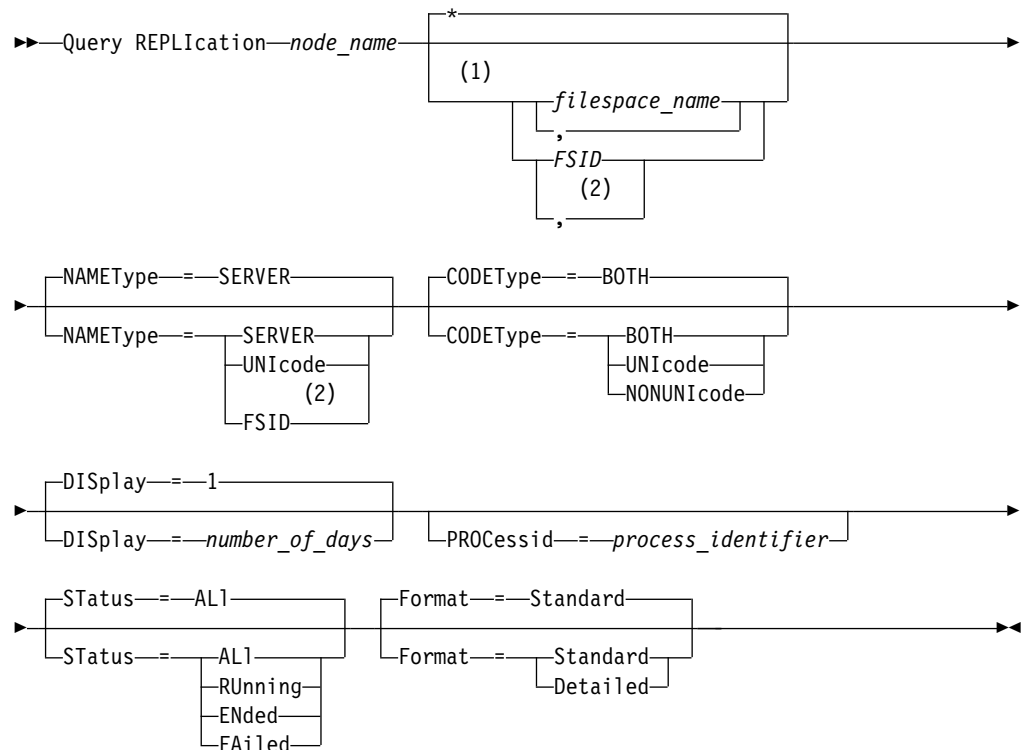 *
Query REPLIcation node_name
(1)
filespace_name
,
FSID
(2)
,
NAMEType = SERVER CODEType = BOTH
NAMEType = SERVER CODEType = BOTH
UNIcode UNIcode
(2) NONUNIcode
FSID
DISplay = 1
DISplay = number_of_days PROCessid = process_identifier
STatus = ALl Format = Standard
STatus = ALl Format = Standard
RUnning Detailed
ENded
FAiled